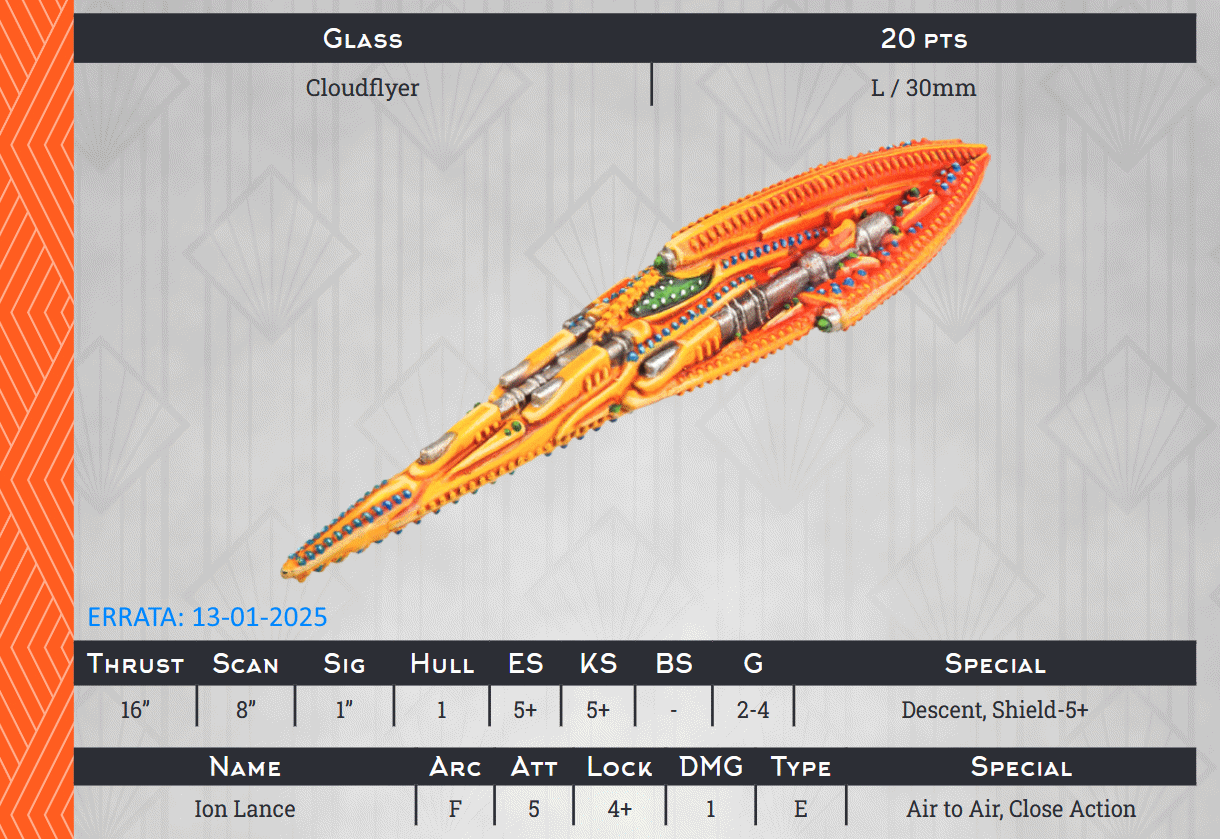 Glass 20 pts
Cloudflyer L / 30mm
ERRATA: 13-01-2025
Thrust Scan Sig Hull ES KS BS G Special
16” 8” 1” 1 5+ 5+ - 2-4 Descent, Shield-5+
Name Arc Att Lock DMG Type Special
Ion Lance F 5 4+ 1 E Air to Air, Close Action